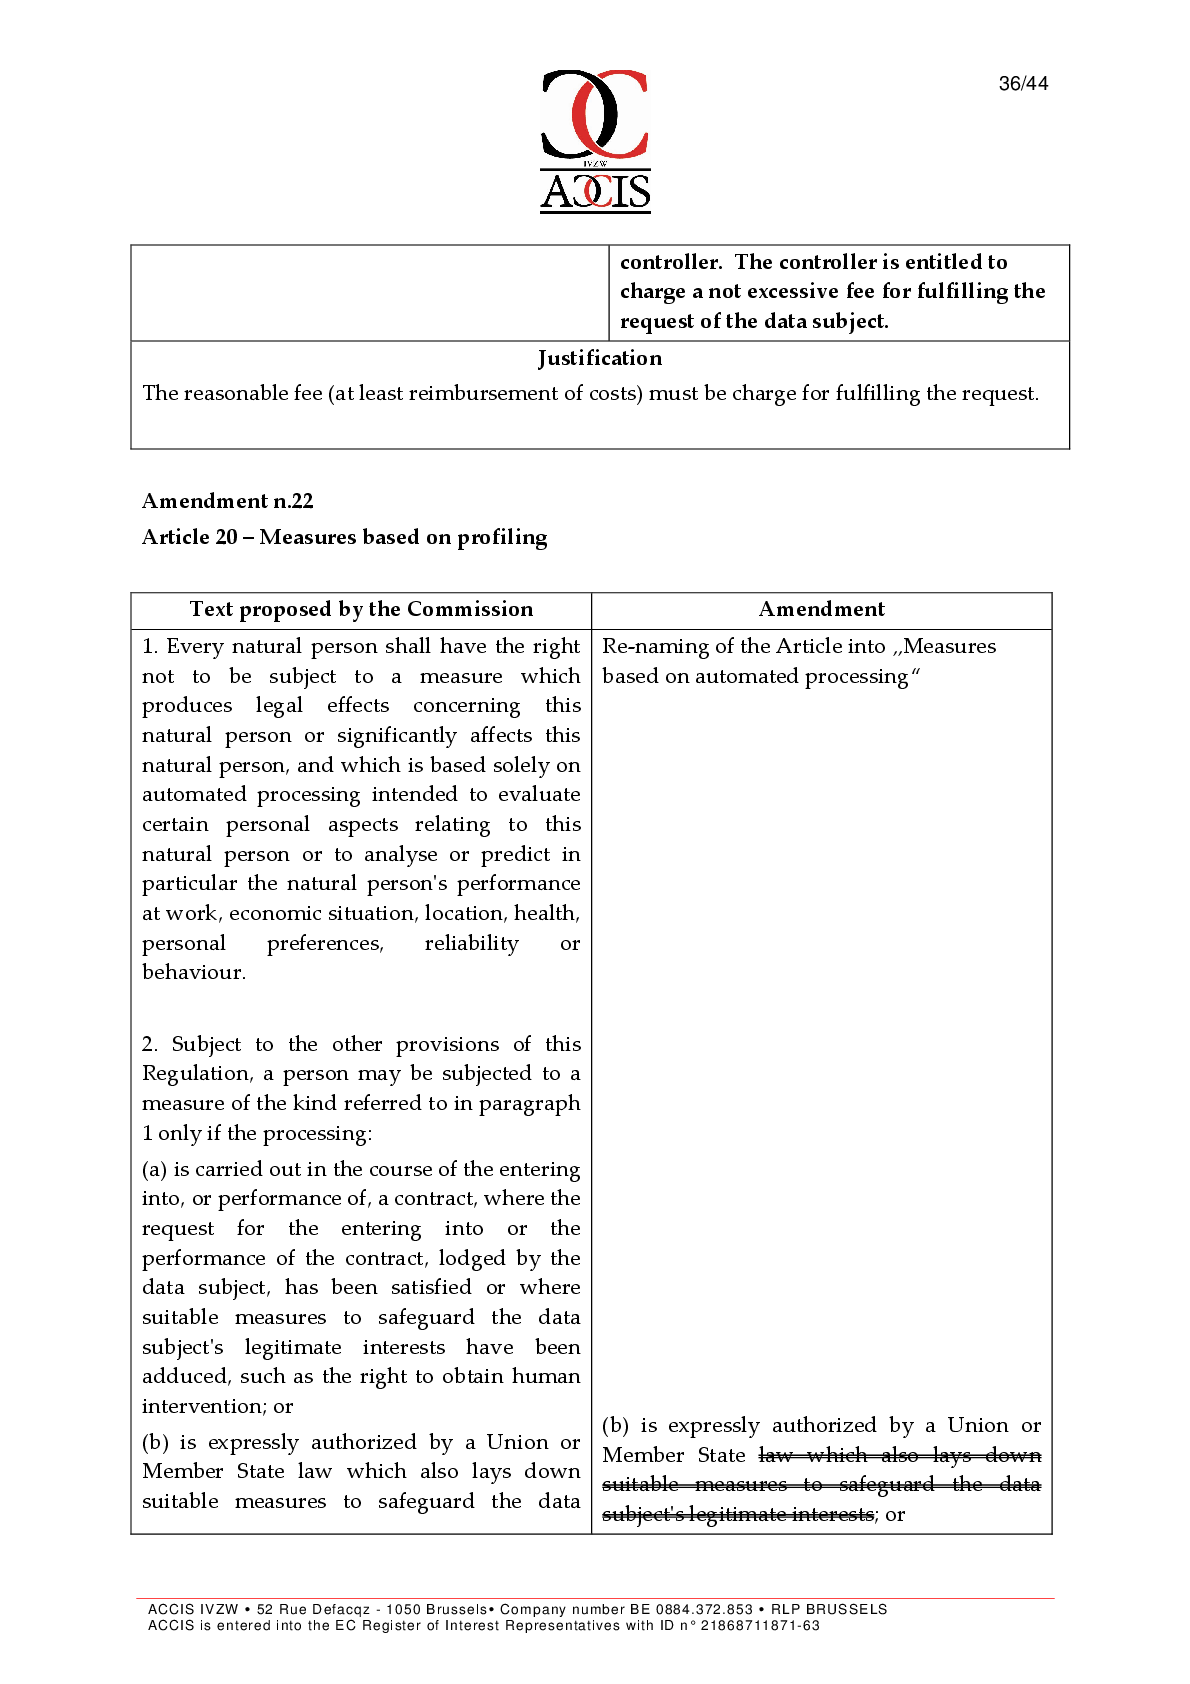 36/44
IVZW
ACCIS
controller.  The controller is entitled to
charge a not excessive fee for fulfilling the
request of the data subject.
Justification
The reasonable fee (at least reimbursement of costs) must be charge for fulfilling the request.
Amendment n.22
Article 20 – Measures based on profiling
Text proposed by the Commission
1. Every natural person shall have the right
not to be subject to a measure which
produces legal effects concerning this
natural person or significantly affects this
natural person, and which is based solely on
automated processing intended to evaluate
certain personal aspects relating to this
natural person or to analyse or predict in
particular the natural person's performance
at work, economic situation, location, health,
personal preferences, reliability or
behaviour.
2. Subject to the other provisions of this
Regulation, a person may be subjected to a
measure of the kind referred to in paragraph
1 only if the processing:
(a) is carried out in the course of the entering
into, or performance of, a contract, where the
request for the entering into or the
performance of the contract, lodged by the
data subject, has been satisfied or where
suitable measures to safeguard the data
subject's legitimate interests have been
adduced, such as the right to obtain human
intervention; or
(b) is expressly authorized by a Union or
Member State law which also lays down
suitable measures to safeguard the data
Amendment
Re-naming of the Article into „Measures
based on automated processing“
(b) is expressly authorized by a Union or
Member State law which also lays down
suitable measures to safeguard the data
subject's legitimate interests; or
ACCIS IVZW • 52 Rue Defacqz - 1050 Brussels• Company number BE 0884.372.853 • RLP BRUSSELS
ACCIS is entered into the EC Register of Interest Representatives with ID n° 21868711871-63